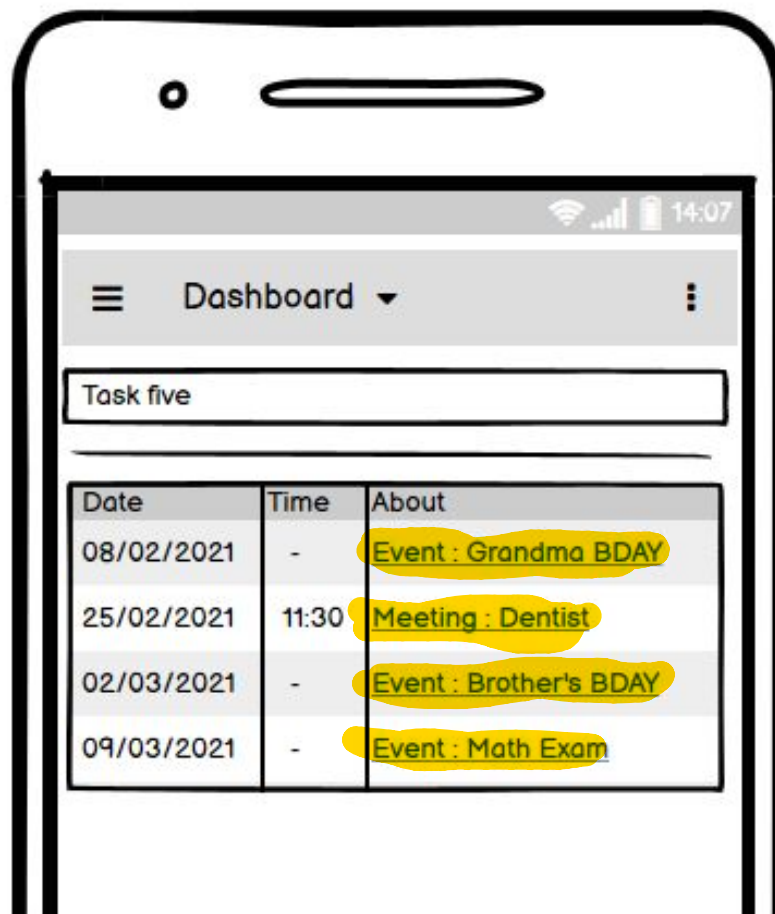 14:07
Dashboard
Task five
Date Time About
08/02/2021 - Event : Grandma BDAY
25/02/2021 11:30 Meeting : Dentist
02/03/2021 - Event : Brother's BDAY
09/03/2021 - Event : Math Exam